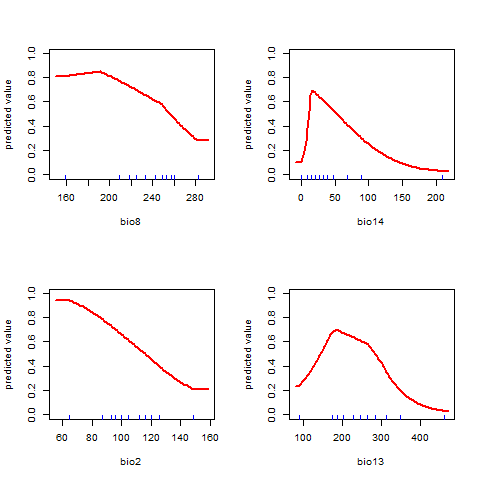 predicted value
0.0 0.2 0.4 0.6 0.8 1.0
160 200 240 280
bio8
predicted value
0.0 0.2 0.4 0.6 0.8 1.0
0 50 100 150 200
bio14
predicted value
0.0 0.2 0.4 0.6 0.8 1.0
60 80 100 120 140 160
bio2
predicted value
0.0 0.2 0.4 0.6 0.8 1.0
100 200 300 400
bio13